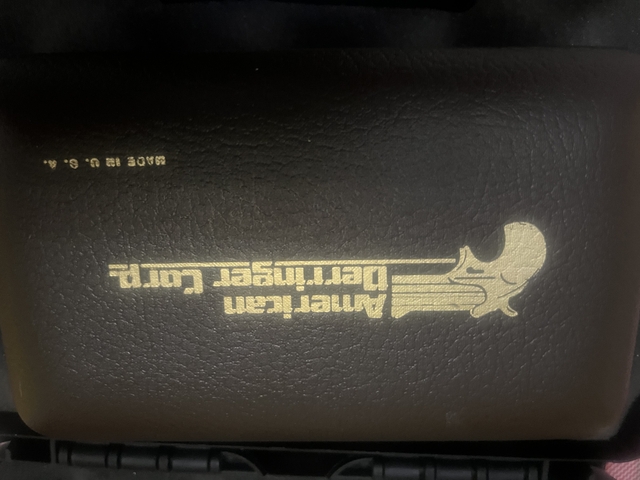 American
Derringer Corp.
MADE IN U. S. A.